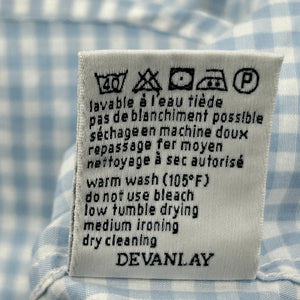 40 P
lavable à l'eau tiède
pas de blanchiment possible
séchage en machine doux
repassage fer moyen
nettoyage à sec autorisé
warm wash (105°F)
do not use bleach
low tumble drying
medium ironing
dry cleaning
DEVANLAY